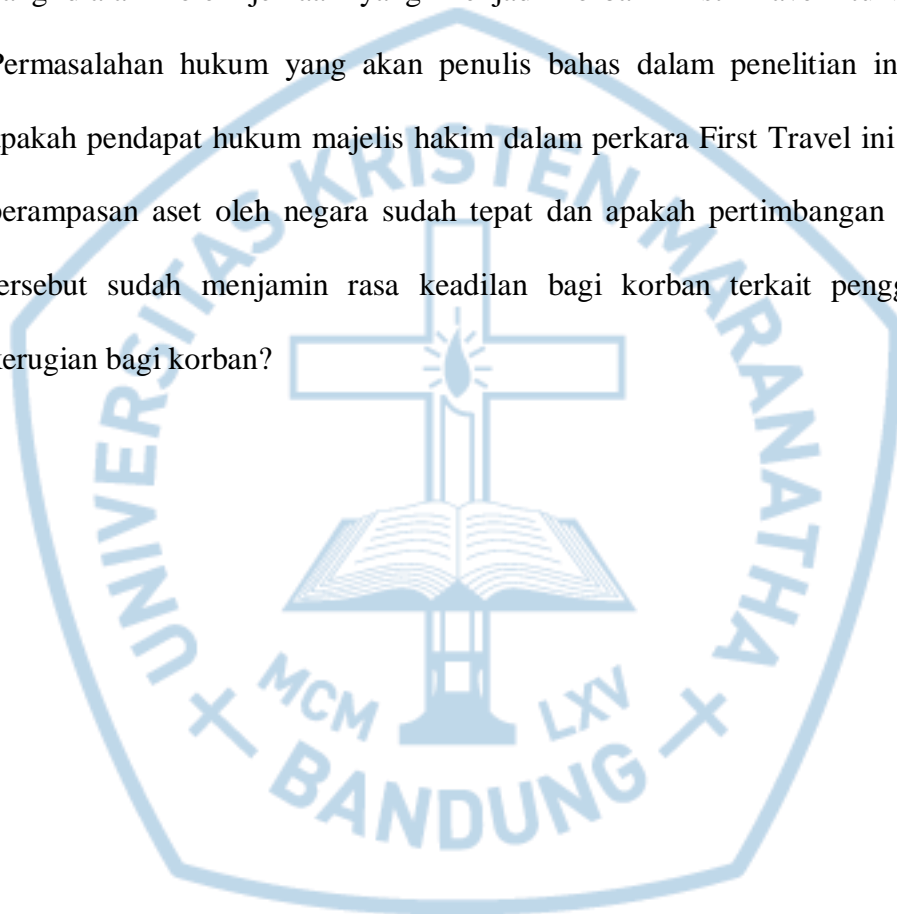 Permasalahan hukum yang akan penulis bahas dalam penelitian
apakah pendapat hukum majelis hakim dalam perkara First Travel ini
perampasan aset oleh negara sudah tepat dan apakah pertimbangan
tersebut sudah menjamin rasa keadilan bagi korban terkait
kerugian bagi korban?
UNIVERSITAS KRISTEN MARANATHA
MCM LXV
BANDUNG